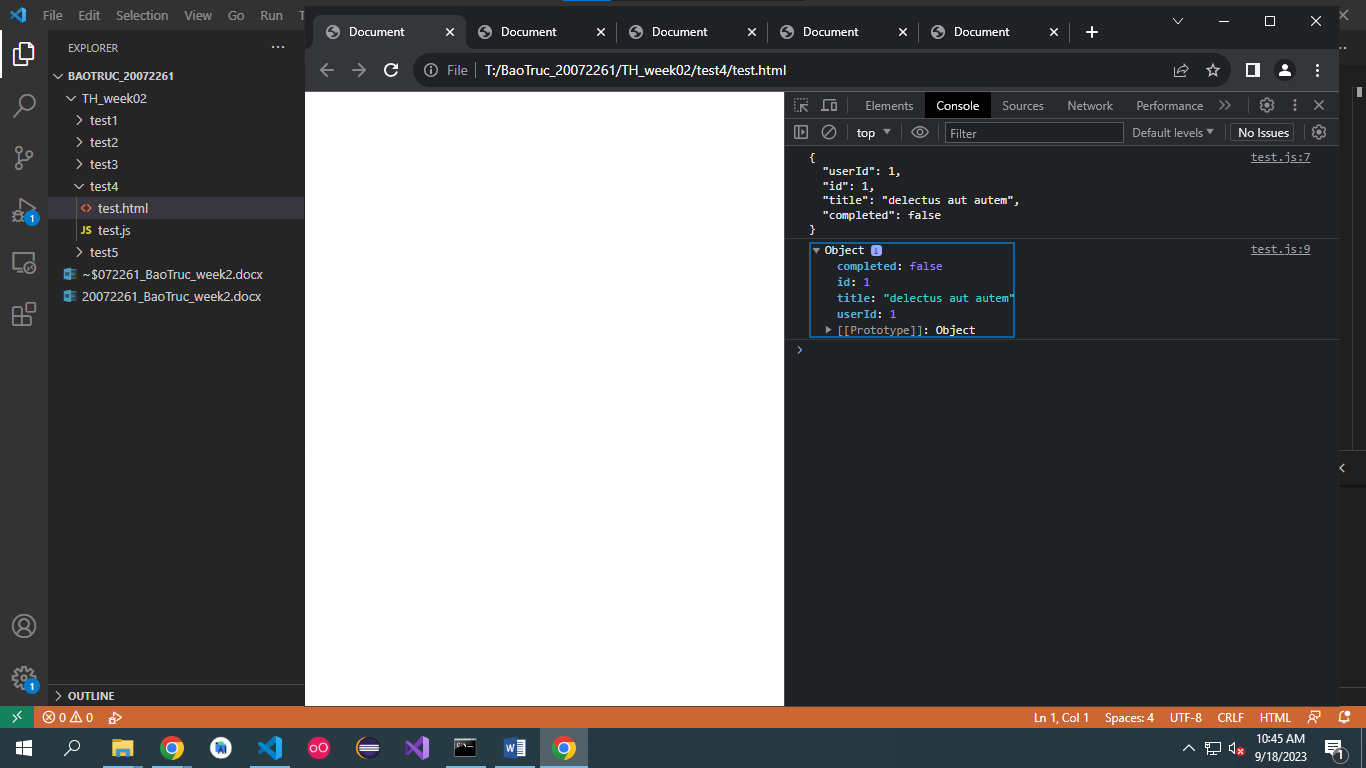 File Edit Selection View Go Run
EXPLORER
BAOTRUC_20072261
TH_week02
test1
test2
test3
test4
<> test.html
JS test.js
test5
~$072261_BaoTruc_week2.docx
20072261_BaoTruc_week2.docx
OUTLINE
1
1
Document Document Document Document Document
File T:/BaoTruc_20072261/TH_week02/test4/test.html
Elements Console Sources Network Performance
top Filter Default levels No Issues
{ test.js:7
"userId": 1,
"id": 1,
"title": "delectus aut autem",
"completed": false
}
Object i test.js:9
completed: false
id: 1
title: "delectus aut autem"
userId: 1
[[Prototype]]: Object
0 0 Ln 1, Col 1 Spaces: 4 UTF-8 CRLF HTML
10:45 AM
9/18/2023
1